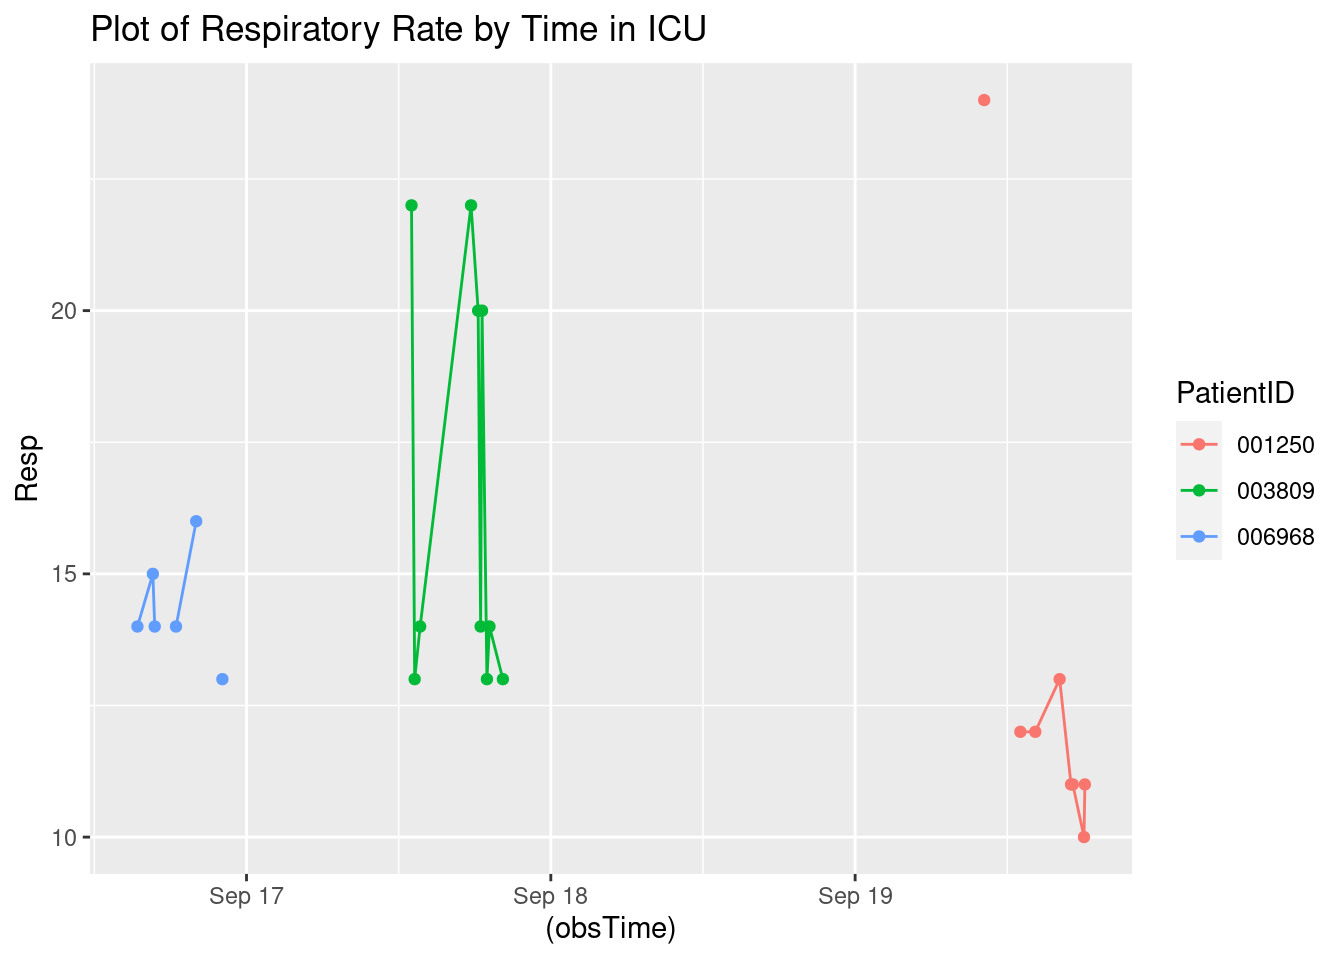 Plot of Respiratory Rate by Time in ICU
Resp
20
15
10
Sep 17
Sep 18
Sep 19
(obsTime)
PatientID
001250
003809
006968